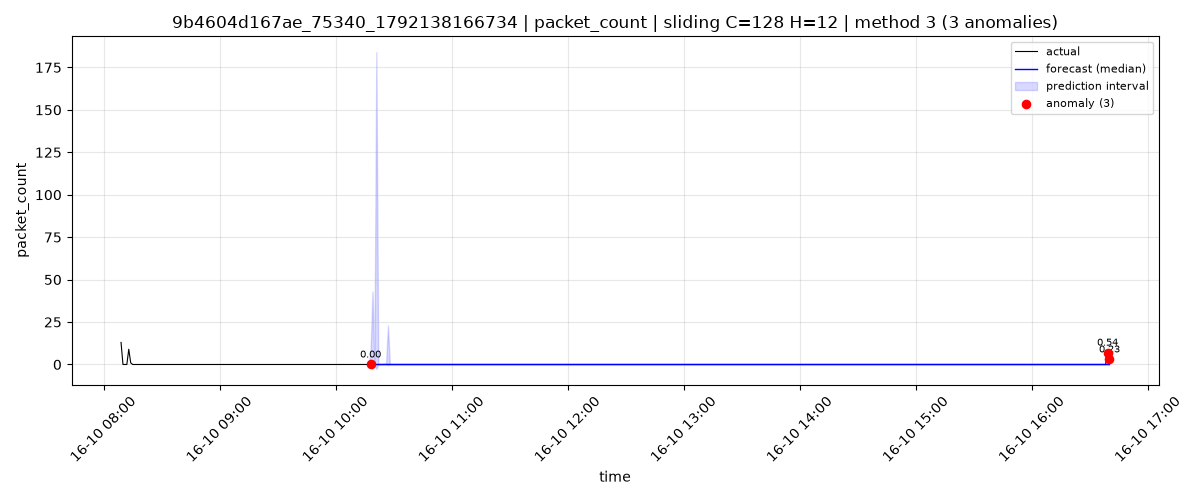 9b4604d167ae_75340_1792138166734 | packet_count | sliding C=128 H=12 | method 3 (3 anomalies)
actual
forecast (median)
prediction interval
anomaly (3)
packet_count
175
150
125
100
75
50
25
0
0.00
0.54
16-10 08:00
16-10 09:00
16-10 10:00
16-10 11:00
16-10 12:00
16-10 13:00
16-10 14:00
16-10 15:00
16-10 16:00
16-10 17:00
time